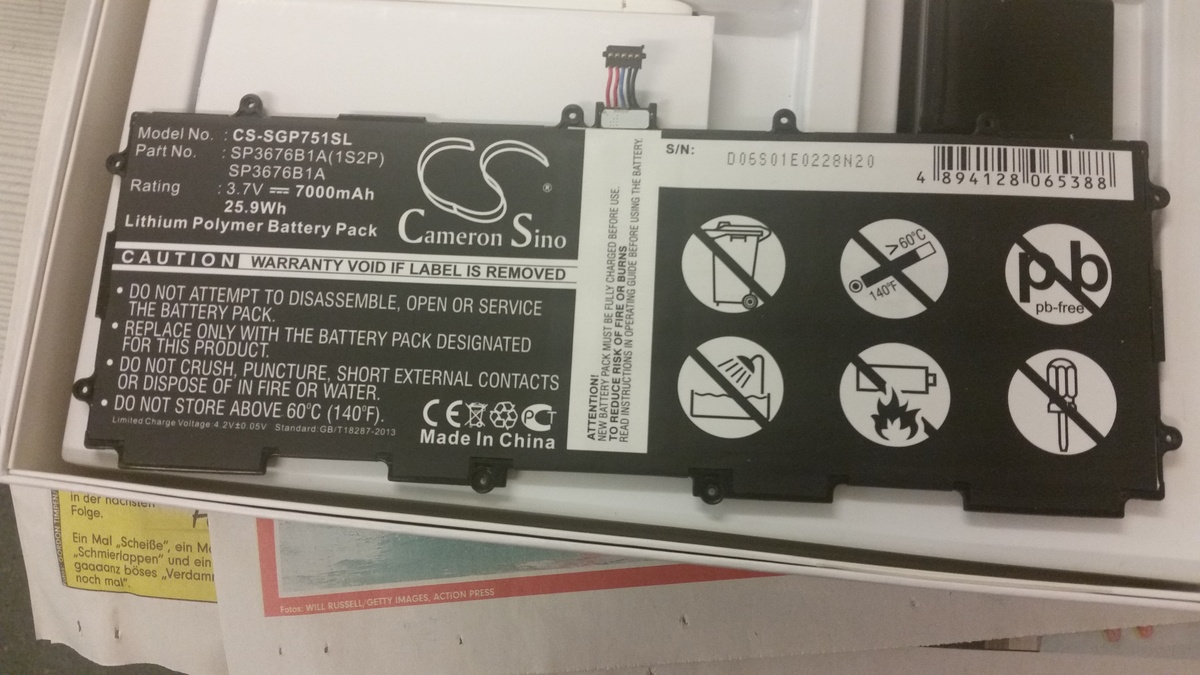 Model No. : CS-SGP751SL
Part No. : SP3676B1A(1S2P)
SP3676B1A
Rating : 3.7V 7000mAh
25.9Wh
Lithium Polymer Battery Pack
CS
®
Cameron Sino
CAUTION WARRANTY VOID IF LABEL IS REMOVED
• DO NOT ATTEMPT TO DISASSEMBLE, OPEN OR SERVICE
THE BATTERY PACK.
• REPLACE ONLY WITH THE BATTERY PACK DESIGNATED
FOR THIS PRODUCT.
• DO NOT CRUSH, PUNCTURE, SHORT EXTERNAL CONTACTS
OR DISPOSE OF IN FIRE OR WATER.
• DO NOT STORE ABOVE 60°C (140°F).
Limited Charge Voltage 4.2V±0.05V Standard:GB/T18287-2013
CE PCT
Made In China
ATTENTION!
NEW BATTERY PACK MUST BE FULLY CHARGED BEFORE USE.
TO REDUCE RISK OF FIRE OR BURNS
READ INSTRUCTIONS IN OPERATING GUIDE BEFORE USING THE BATTERY.
S/N: D06S01E0228N20
4 894128 065388
>60°C
140°F
pb
pb-free
in der nächsten
Folge.
Ein Mal „Scheiße“, ein
„Schmierlappen“ und ein
gaaaanz böses
noch mal“.
Fotos: WILL RUSSELL/GETTY IMAGES, ACTION PRESS